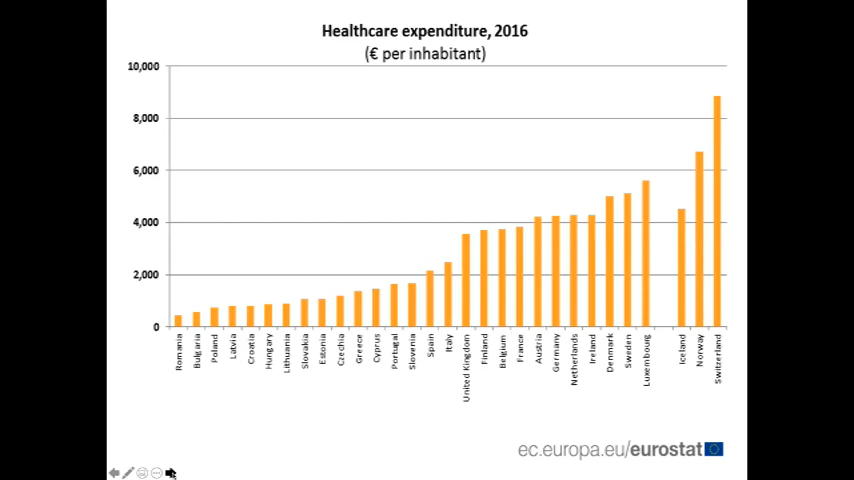 Healthcare expenditure, 2016
(€ per inhabitant)
10,000
8,000
6,000
4,000
2,000
0
Romania
Bulgaria
Poland
Latvia
Croatia
Hungary
Lithuania
Slovakia
Estonia
Czechia
Greece
Cyprus
Portugal
Slovenia
Spain
Italy
United Kingdom
Finland
Belgium
France
Austria
Germany
Netherlands
Ireland
Denmark
Sweden
Luxembourg
Iceland
Norway
Switzerland
ec.europa.eu/eurostat